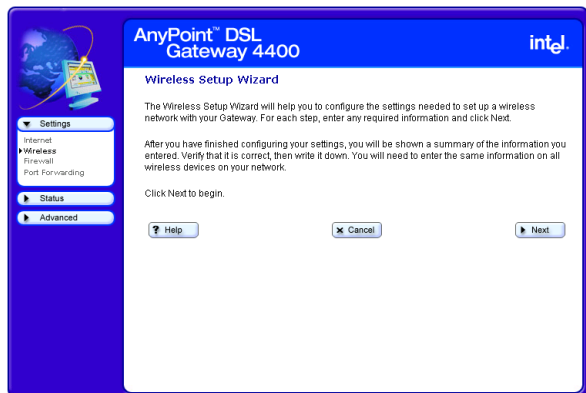 AnyPoint™ DSL
Gateway 4400
intel.
Settings
Internet
Wireless
Firewall
Port Forwarding
Status
Advanced
Wireless Setup Wizard
The Wireless Setup Wizard will help you to configure the settings needed to set up a wireless
network with your Gateway. For each step, enter any required information and click Next.
After you have finished configuring your settings, you will be shown a summary of the information you
entered. Verify that it is correct, then write it down. You will need to enter the same information on all
wireless devices on your network.
Click Next to begin.
? Help
Cancel
Next